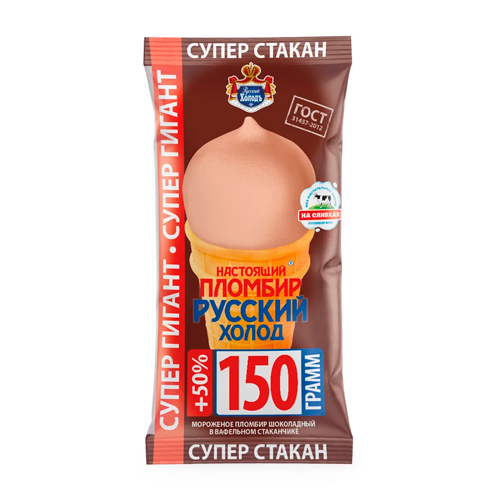 СУПЕР СТАКАН
Русский
Холодъ
ГОСТ
31457-2012
СУПЕР ГИГАНТ • СУПЕР ГИГАНТ
НА СЛИВКАХ
НАСТОЯЩИЙ
ПЛОМБИР
РУССКИЙ
ХОЛОД
+50%
150
ГРАММ
МОРОЖЕНОЕ ПЛОМБИР ШОКОЛАДНЫЙ
В ВАФЕЛЬНОМ СТАКАНЧИКЕ
СУПЕР СТАКАН